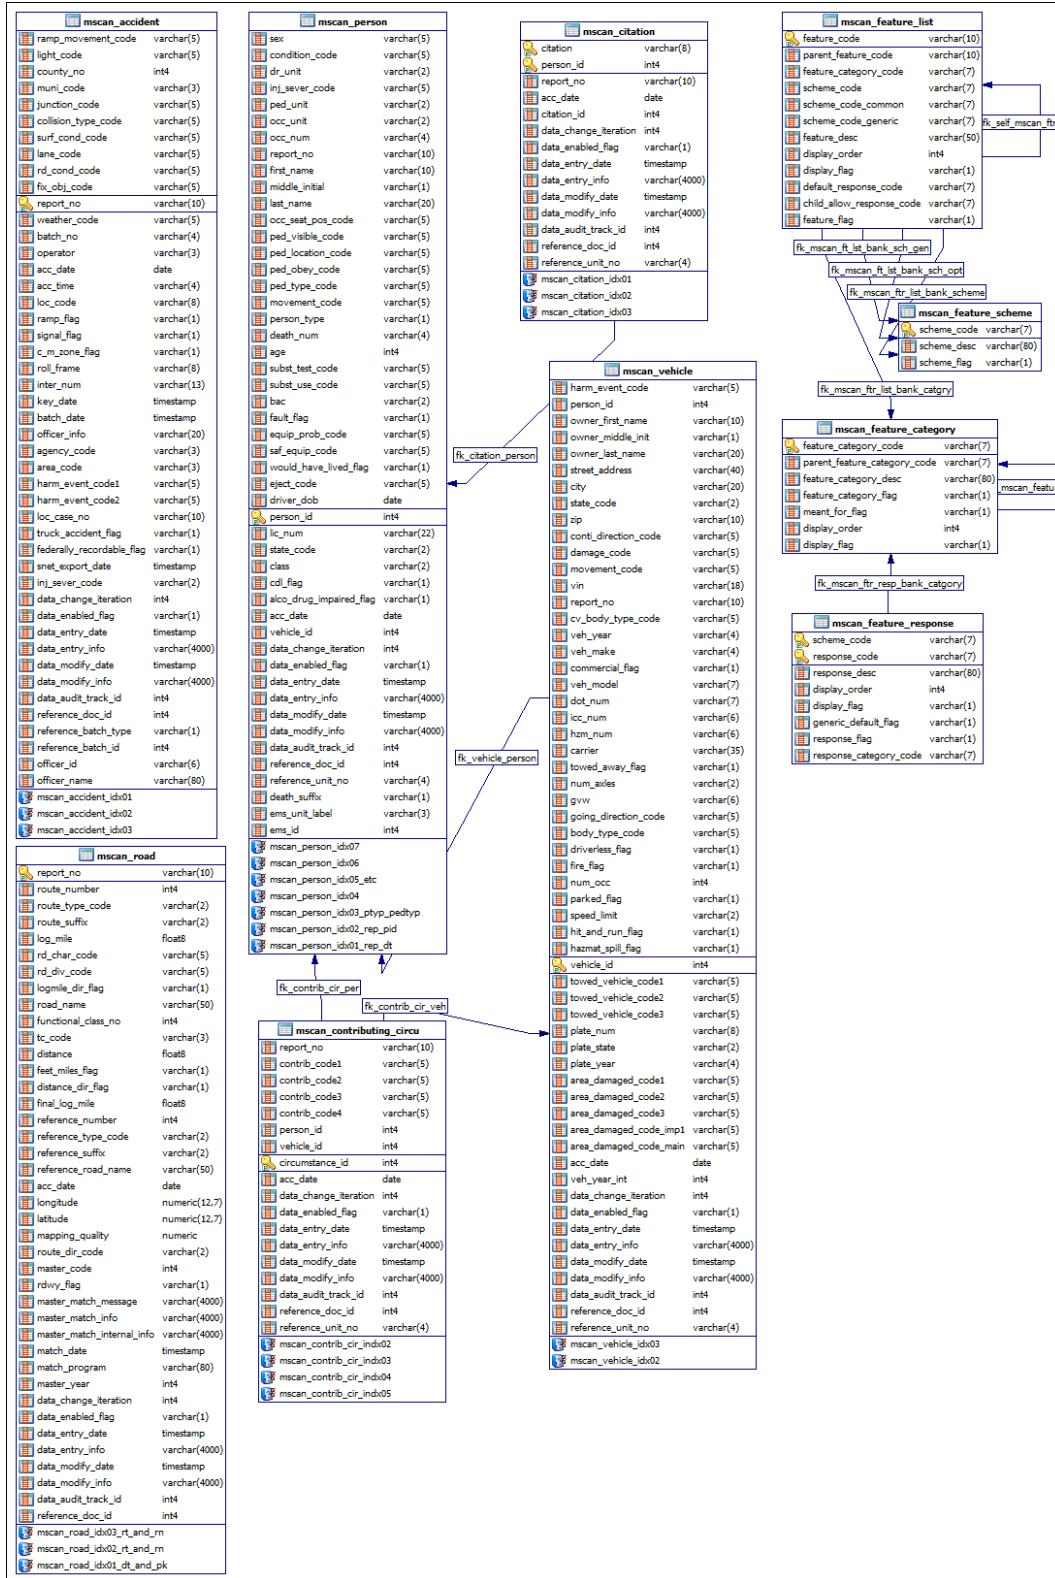 mscan_accident
ramp_movement_code varchar(5)
light_code varchar(5)
county_no int4
muni_code varchar(3)
junction_code varchar(5)
collision_type_code varchar(5)
surf_cond_code varchar(5)
lane_code varchar(5)
rd_cond_code varchar(5)
fix_obj_code varchar(5)
report_no varchar(10)
weather_code varchar(5)
batch_no varchar(4)
operator varchar(3)
acc_date date
acc_time varchar(4)
loc_code varchar(8)
ramp_flag varchar(1)
signal_flag varchar(1)
c_m_zone_flag varchar(1)
roll_frame varchar(8)
inter_num varchar(13)
key_date timestamp
batch_date timestamp
officer_info varchar(20)
agency_code varchar(3)
area_code varchar(3)
harm_event_code1 varchar(5)
harm_event_code2 varchar(5)
loc_case_no varchar(10)
truck_accident_flag varchar(1)
federally_recordable_flag varchar(1)
snet_export_date timestamp
inj_sever_code varchar(2)
data_change_iteration int4
data_enabled_flag varchar(1)
data_entry_date timestamp
data_entry_info varchar(4000)
data_modify_date timestamp
data_modify_info varchar(4000)
data_audit_track_id int4
reference_doc_id int4
reference_batch_type varchar(1)
reference_batch_id int4
officer_id varchar(6)
officer_name varchar(80)
mscan_accident_idx01
mscan_accident_idx02
mscan_accident_idx03
mscan_road
report_no varchar(10)
route_number int4
route_type_code varchar(2)
route_suffix varchar(2)
log_mile float8
rd_char_code varchar(5)
rd_div_code varchar(5)
logmile_dir_flag varchar(1)
road_name varchar(50)
functional_class_no int4
tc_code varchar(3)
distance float8
feet_miles_flag varchar(1)
distance_dir_flag varchar(1)
final_log_mile float8
reference_number int4
reference_type_code varchar(2)
reference_suffix varchar(2)
reference_road_name varchar(50)
acc_date date
longitude numeric(12,7)
latitude numeric(12,7)
mapping_quality numeric
route_dir_code varchar(2)
master_code int4
rdwy_flag varchar(1)
master_match_message varchar(4000)
master_match_info varchar(4000)
master_match_internal_info varchar(4000)
match_date timestamp
match_program varchar(80)
master_year int4
data_change_iteration int4
data_enabled_flag varchar(1)
data_entry_date timestamp
data_entry_info varchar(4000)
data_modify_date timestamp
data_modify_info varchar(4000)
data_audit_track_id int4
reference_doc_id int4
mscan_road_idx03_rt_and_rn
mscan_road_idx02_rt_and_rn
mscan_road_idx01_dt_and_pk
mscan_person
sex varchar(5)
condition_code varchar(5)
dr_unit varchar(2)
inj_sever_code varchar(5)
ped_unit varchar(2)
occ_unit varchar(2)
occ_num varchar(4)
report_no varchar(10)
first_name varchar(10)
middle_initial varchar(1)
last_name varchar(20)
occ_seat_pos_code varchar(5)
ped_visible_code varchar(5)
ped_location_code varchar(5)
ped_obey_code varchar(5)
ped_type_code varchar(5)
movement_code varchar(5)
person_type varchar(1)
death_num varchar(4)
age int4
subst_test_code varchar(5)
subst_use_code varchar(5)
bac varchar(2)
fault_flag varchar(1)
equip_prob_code varchar(5)
saf_equip_code varchar(5)
would_have_lived_flag varchar(1)
eject_code varchar(5)
driver_dob date
person_id int4
lic_num varchar(22)
state_code varchar(2)
class varchar(2)
cdl_flag varchar(1)
alco_drug_impaired_flag varchar(1)
acc_date date
vehicle_id int4
data_change_iteration int4
data_enabled_flag varchar(1)
data_entry_date timestamp
data_entry_info varchar(4000)
data_modify_date timestamp
data_modify_info varchar(4000)
data_audit_track_id int4
reference_doc_id int4
reference_unit_no varchar(4)
death_suffix varchar(1)
ems_unit_label varchar(3)
ems_id int4
mscan_person_idx07
mscan_person_idx06
mscan_person_idx05_etc
mscan_person_idx04
mscan_person_idx03_ptyp_pedtyp
mscan_person_idx02_rep_pid
mscan_person_idx01_rep_dt
fk_contrib_cir_per
fk_contrib_cir_veh
mscan_contributing_circu
report_no varchar(10)
contrib_code1 varchar(5)
contrib_code2 varchar(5)
contrib_code3 varchar(5)
contrib_code4 varchar(5)
person_id int4
vehicle_id int4
circumstance_id int4
acc_date date
data_change_iteration int4
data_enabled_flag varchar(1)
data_entry_date timestamp
data_entry_info varchar(4000)
data_modify_date timestamp
data_modify_info varchar(4000)
data_audit_track_id int4
reference_doc_id int4
reference_unit_no varchar(4)
mscan_contrib_cir_indx02
mscan_contrib_cir_indx03
mscan_contrib_cir_indx04
mscan_contrib_cir_indx05
mscan_citation
citation varchar(8)
person_id int4
report_no varchar(10)
acc_date date
citation_id int4
data_change_iteration int4
data_enabled_flag varchar(1)
data_entry_date timestamp
data_entry_info varchar(4000)
data_modify_date timestamp
data_modify_info varchar(4000)
data_audit_track_id int4
reference_doc_id int4
reference_unit_no varchar(4)
mscan_citation_idx01
mscan_citation_idx02
mscan_citation_idx03
fk_citation_person
fk_vehicle_person
mscan_vehicle
harm_event_code varchar(5)
person_id int4
owner_first_name varchar(10)
owner_middle_init varchar(1)
owner_last_name varchar(20)
street_address varchar(40)
city varchar(20)
state_code varchar(2)
zip varchar(10)
conti_direction_code varchar(5)
damage_code varchar(5)
movement_code varchar(5)
vin varchar(18)
report_no varchar(10)
cv_body_type_code varchar(5)
veh_year varchar(4)
veh_make varchar(4)
commercial_flag varchar(1)
veh_model varchar(7)
dot_num varchar(7)
icc_num varchar(6)
hzm_num varchar(6)
carrier varchar(35)
towed_away_flag varchar(1)
num_axles varchar(2)
gvw varchar(6)
going_direction_code varchar(5)
body_type_code varchar(5)
driverless_flag varchar(1)
fire_flag varchar(1)
num_occ int4
parked_flag varchar(1)
speed_limit varchar(2)
hit_and_run_flag varchar(1)
hazmat_spill_flag varchar(1)
vehicle_id int4
towed_vehicle_code1 varchar(5)
towed_vehicle_code2 varchar(5)
towed_vehicle_code3 varchar(5)
plate_num varchar(8)
plate_state varchar(2)
plate_year varchar(4)
area_damaged_code1 varchar(5)
area_damaged_code2 varchar(5)
area_damaged_code3 varchar(5)
area_damaged_code_imp1 varchar(5)
area_damaged_code_main varchar(5)
acc_date date
veh_year_int int4
data_change_iteration int4
data_enabled_flag varchar(1)
data_entry_date timestamp
data_entry_info varchar(4000)
data_modify_date timestamp
data_modify_info varchar(4000)
data_audit_track_id int4
reference_doc_id int4
reference_unit_no varchar(4)
mscan_vehicle_idx03
mscan_vehicle_idx02
mscan_feature_list
feature_code varchar(10)
parent_feature_code varchar(10)
feature_category_code varchar(7)
scheme_code varchar(7)
scheme_code_common varchar(7)
scheme_code_generic varchar(7)
feature_desc varchar(50)
display_order int4
display_flag varchar(1)
default_response_code varchar(7)
child_allow_response_code varchar(7)
feature_flag varchar(1)
fk_self_mscan_ftr
fk_mscan_ft_lst_bank_sch_gen
fk_mscan_ft_lst_bank_sch_opt
fk_mscan_ftr_list_bank_scheme
mscan_feature_scheme
scheme_code varchar(7)
scheme_desc varchar(80)
scheme_flag varchar(1)
fk_mscan_ftr_list_bank_catgry
mscan_feature_category
feature_category_code varchar(7)
parent_feature_category_code varchar(7)
feature_category_desc varchar(80)
feature_category_flag varchar(1)
meant_for_flag varchar(1)
display_order int4
display_flag varchar(1)
_mscan_featur
fk_mscan_ftr_resp_bank_catgory
mscan_feature_response
scheme_code varchar(7)
response_code varchar(7)
response_desc varchar(80)
display_order int4
display_flag varchar(1)
generic_default_flag varchar(1)
response_flag varchar(1)
response_category_code varchar(7)